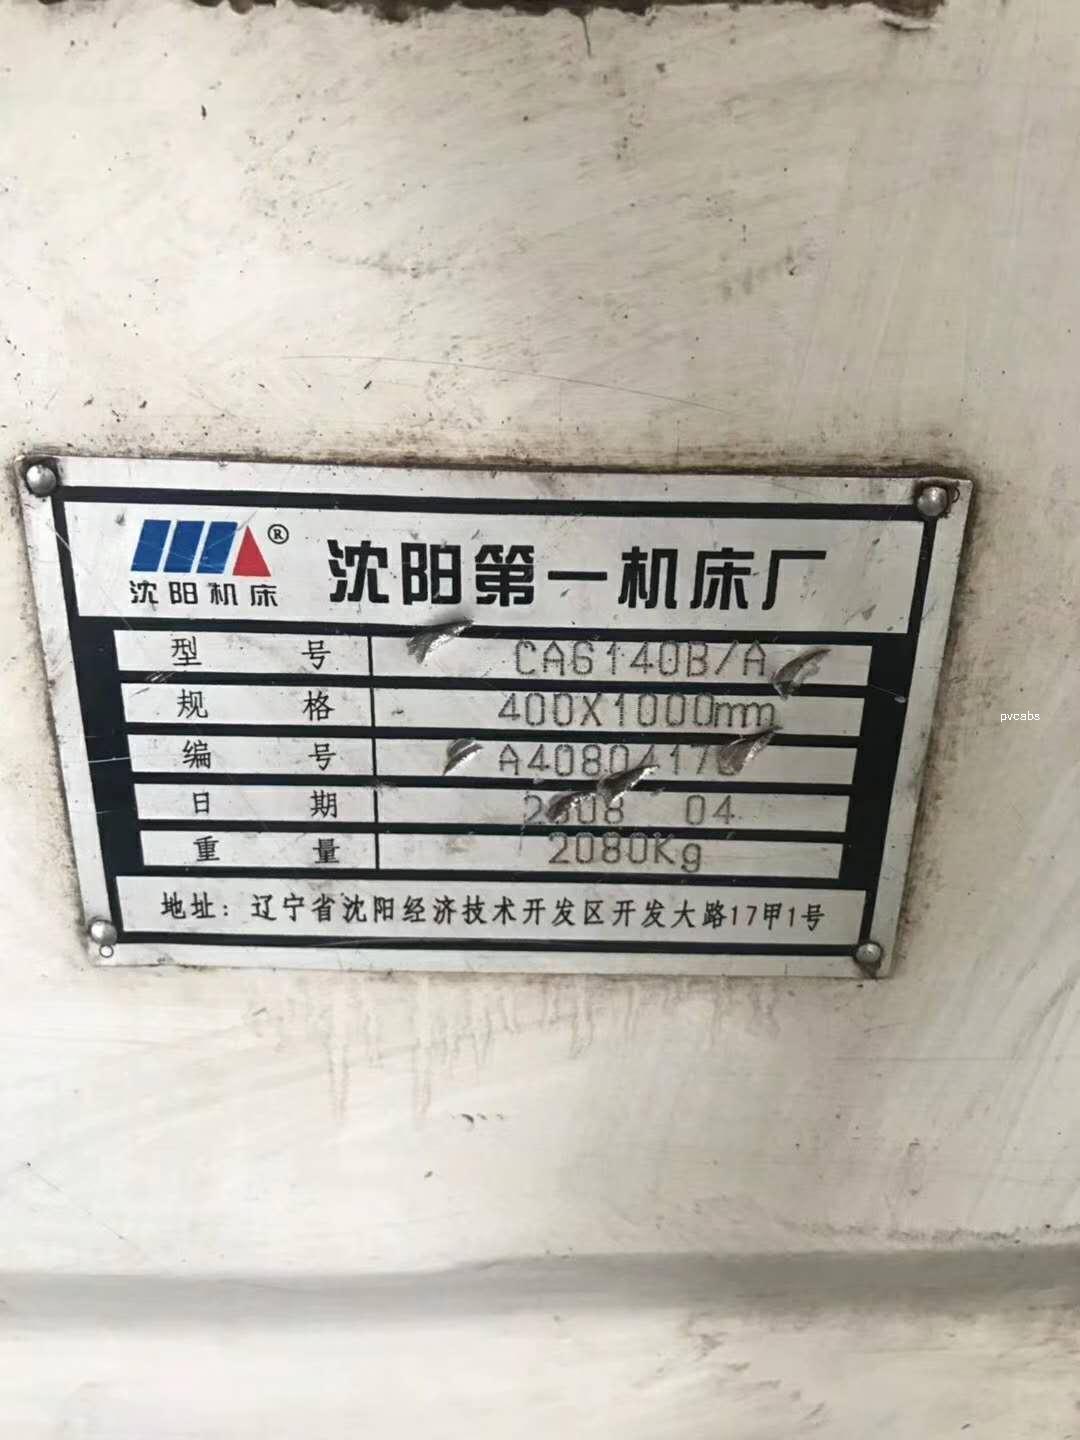 沈阳机床®
沈阳第一机床厂
型号 CA6140B/A
规格 400X1000mm
编号
日期 2008 04
重量 2080Kg
地址：辽宁省沈阳经济技术开发区开发大路17甲1号
pvcabs